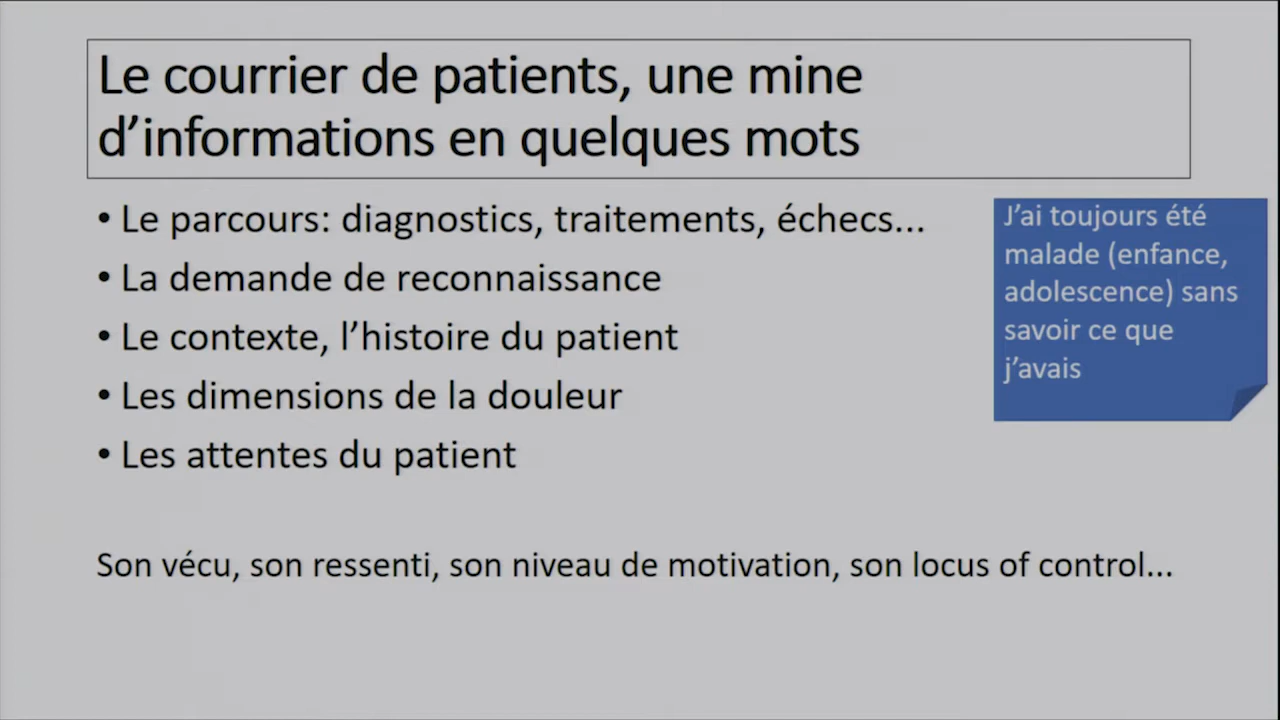 Le courrier de patients, une mine
d’informations en quelques mots
• Le parcours: diagnostics, traitements, échecs...
• La demande de reconnaissance
• Le contexte, l’histoire du patient
• Les dimensions de la douleur
• Les attentes du patient
J’ai toujours été
malade (enfance,
adolescence) sans
savoir ce que
j’avais
Son vécu, son ressenti, son niveau de motivation, son locus of control...